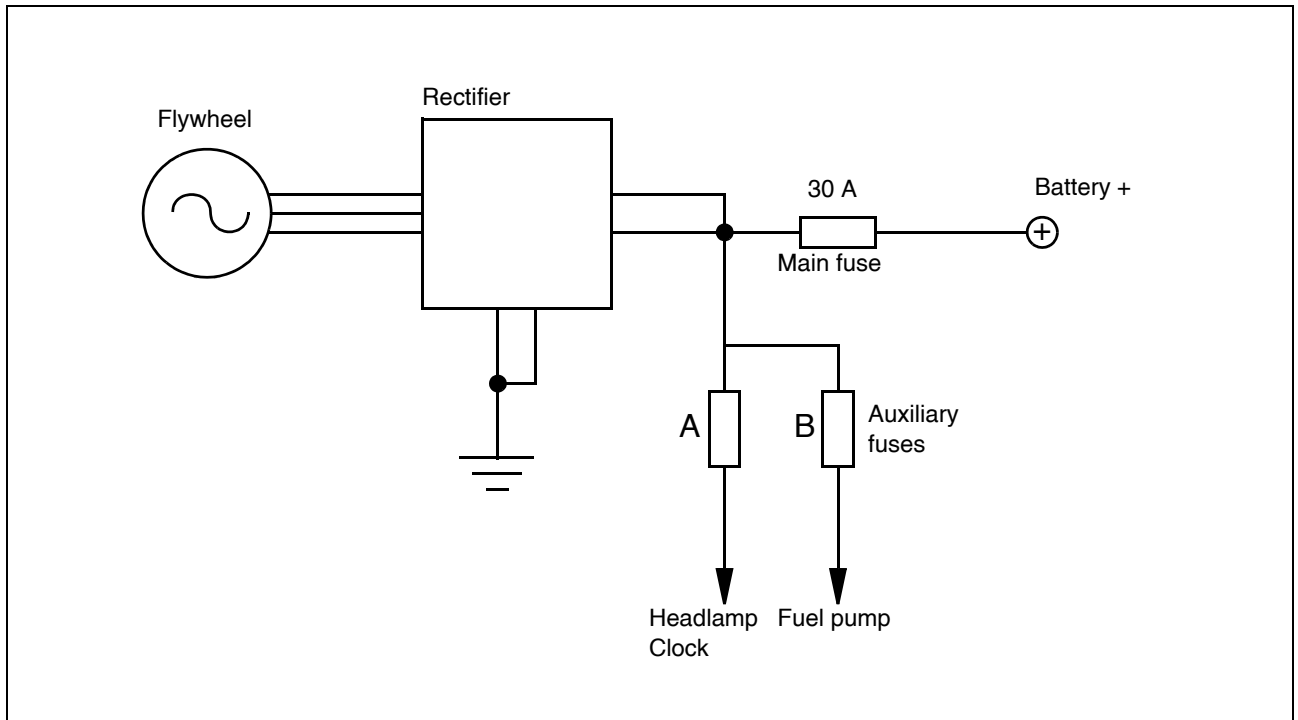 Rectifier
Flywheel
30 A
Battery +
Main fuse
A
B
Auxiliary
fuses
Headlamp
Clock
Fuel pump